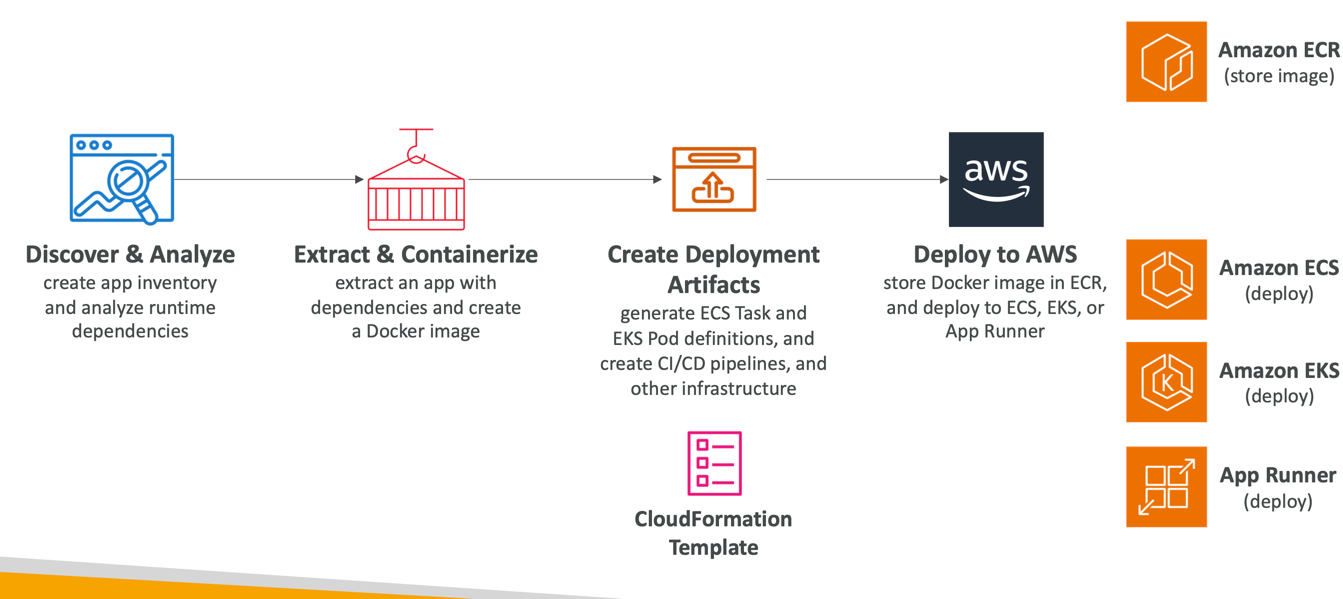 Amazon ECR
(store image)
aws
Discover & Analyze
create app inventory
and analyze runtime
dependencies
Extract & Containerize
extract an app with
dependencies and create
a Docker image
Create Deployment
Artifacts
generate ECS Task and
EKS Pod definitions, and
create CI/CD pipelines, and
other infrastructure
CloudFormation
Template
Deploy to AWS
store Docker image in ECR,
and deploy to ECS, EKS, or
App Runner
Amazon ECS
(deploy)
K
Amazon EKS
(deploy)
App Runner
(deploy)